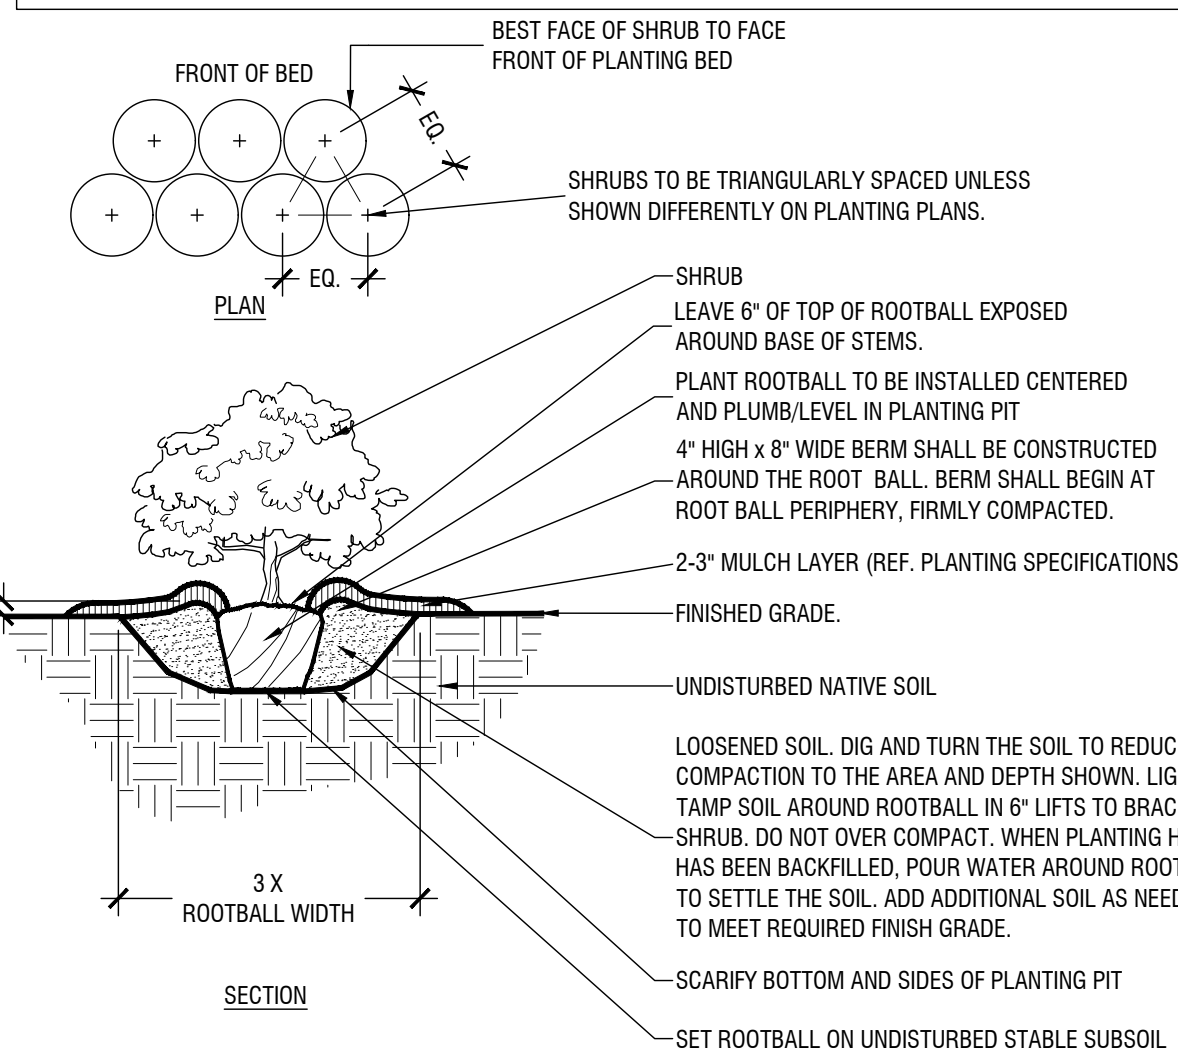 BEST FACE OF SHRUB TO FACE
FRONT OF PLANTING BED
FRONT OF BED
EQ.
SHRUBS TO BE TRIANGULARLY SPACED UNLESS
SHOWN DIFFERENTLY ON PLANTING PLANS.
EQ.
PLAN
SHRUB
LEAVE 6" OF TOP OF ROOTBALL EXPOSED
AROUND BASE OF STEMS.
PLANT ROOTBALL TO BE INSTALLED CENTERED
AND PLUMB/LEVEL IN PLANTING PIT
4" HIGH x 8" WIDE BERM SHALL BE CONSTRUCTED
AROUND THE ROOT BALL. BERM SHALL BEGIN AT
ROOT BALL PERIPHERY, FIRMLY COMPACTED.
2-3" MULCH LAYER (REF. PLANTING SPECIFICATIONS
FINISHED GRADE.
UNDISTURBED NATIVE SOIL
LOOSENED SOIL. DIG AND TURN THE SOIL TO REDUC
COMPACTION TO THE AREA AND DEPTH SHOWN. LIG
TAMP SOIL AROUND ROOTBALL IN 6" LIFTS TO BRAC
SHRUB. DO NOT OVER COMPACT. WHEN PLANTING H
HAS BEEN BACKFILLED, POUR WATER AROUND ROOT
TO SETTLE THE SOIL. ADD ADDITIONAL SOIL AS NEED
TO MEET REQUIRED FINISH GRADE.
3 X
ROOTBALL WIDTH
SCARIFY BOTTOM AND SIDES OF PLANTING PIT
SECTION
SET ROOTBALL ON UNDISTURBED STABLE SUBSOIL